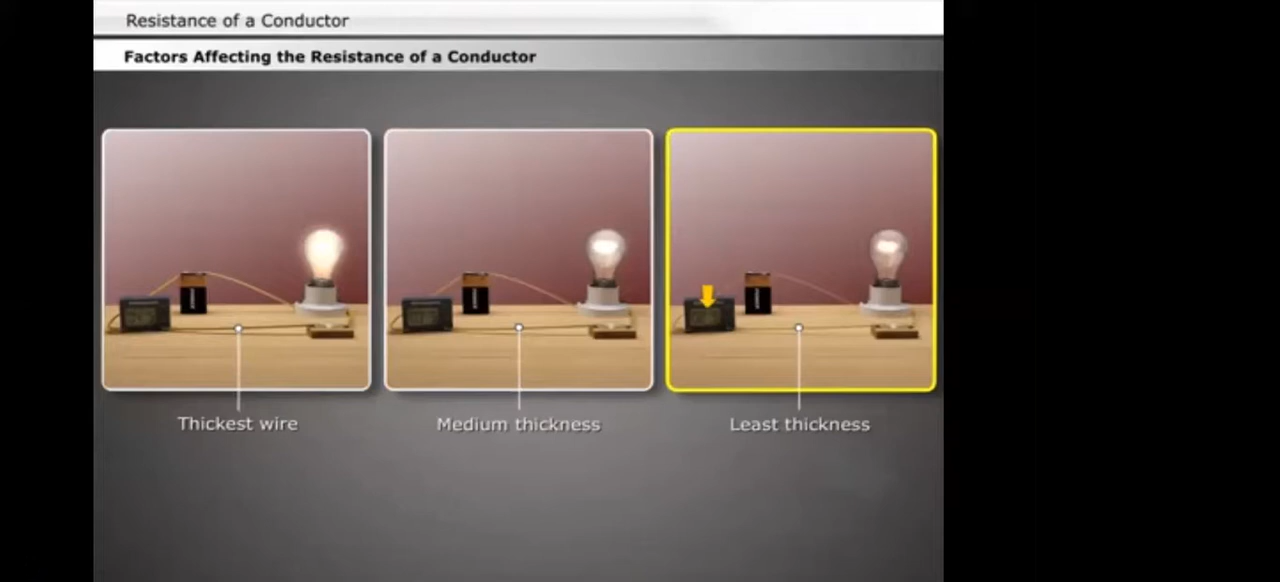 Resistance of a Conductor
Factors Affecting the Resistance of a Conductor
Thickest wire
Medium thickness
Least thickness